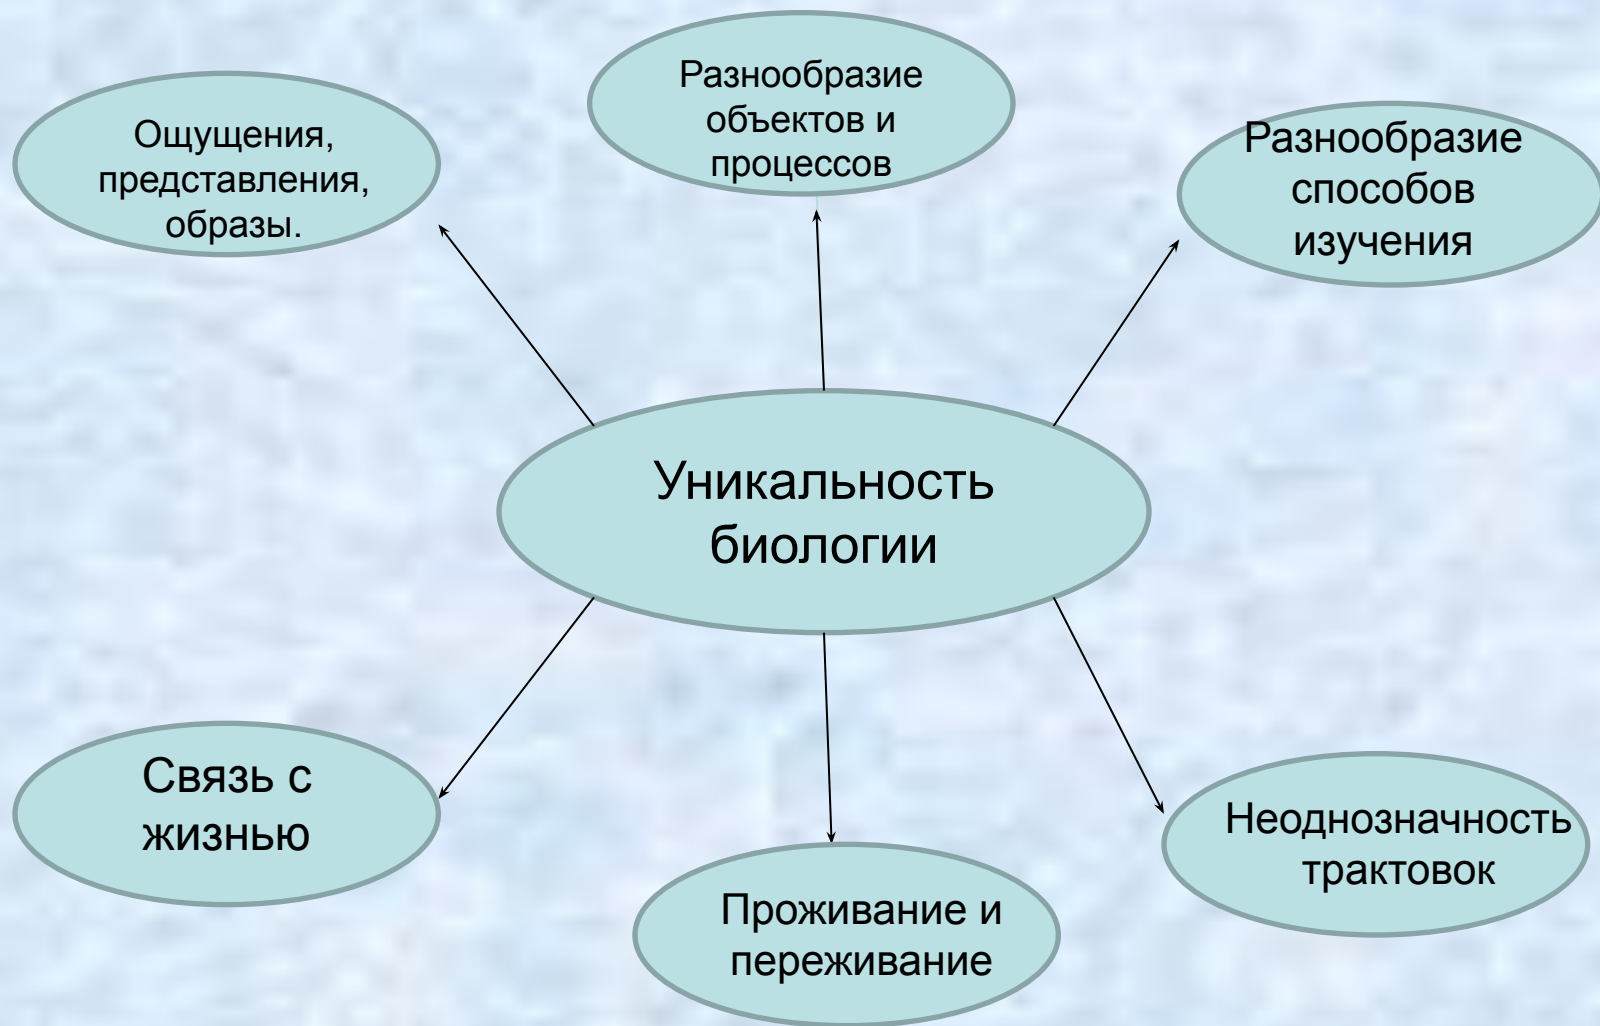 Ощущения,
представления,
образы.
Разнообразие
объектов и
процессов
Разнообразие
способов
изучения
Уникальность
биологии
Связь с
жизнью
Проживание и
переживание
Неоднозначность
трактовок